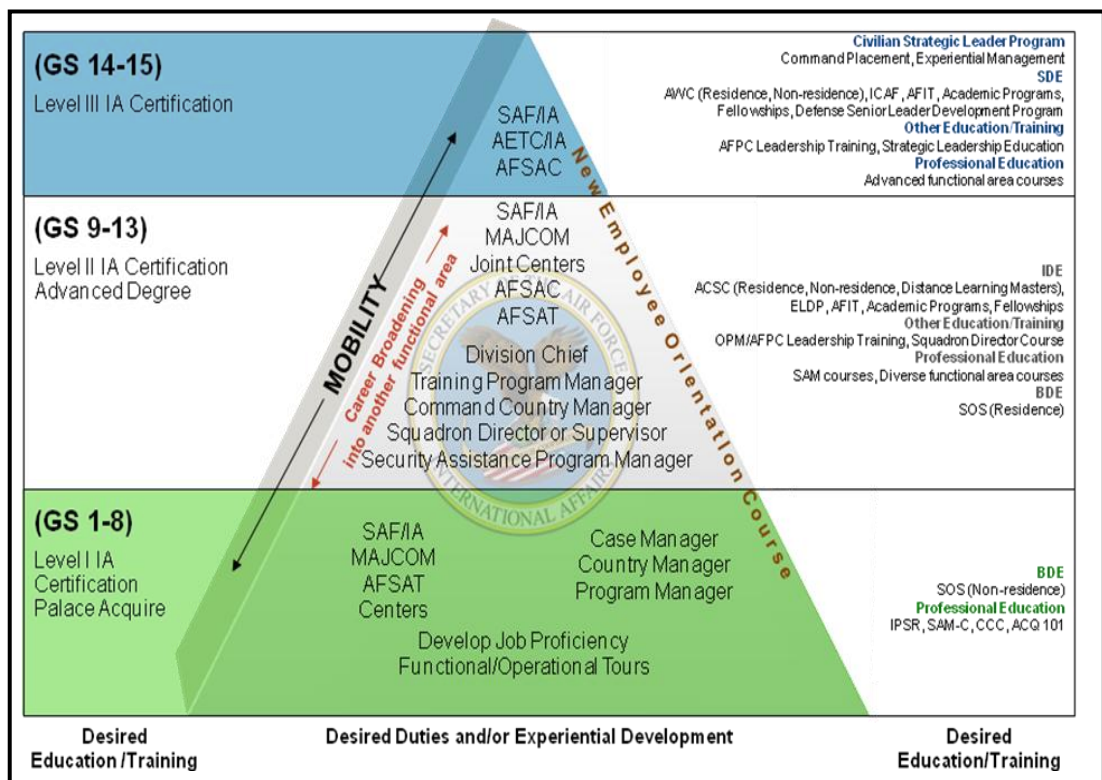 (GS 14-15)
Level III IA Certification
SAF/IA
AETC/IA
AFSAC
Civilian Strategic Leader Program
Command Placement, Experiential Management
SDE
AWC (Residence, Non-residence), ICAF, AFIT, Academic Programs,
Fellowships, Defense Senior Leader Development Program
Other Education/Training
AFPC Leadership Training, Strategic Leadership Education
Professional Education
Advanced functional area courses
New Employee Orientation Course
MOBILITY
Career Broadening
into another functional area
(GS 9-13)
Level II IA Certification
Advanced Degree
SAF/IA
MAJCOM
Joint Centers
AFSAC
AFSAT
Division Chief
Training Program Manager
Command Country Manager
Squadron Director or Supervisor
Security Assistance Program Manager
SECRETARY OF THE AIR FORCE
INTERNATIONAL AFFAIRS
IDE
ACSC (Residence, Non-residence, Distance Learning Masters),
ELDP, AFIT, Academic Programs, Fellowships
Other Education/Training
OPM/AFPC Leadership Training, Squadron Director Course
Professional Education
SAM courses, Diverse functional area courses
BDE
SOS (Residence)
(GS 1-8)
Level I IA
Certification
Palace Acquire
SAF/IA
MAJCOM
AFSAT
Centers
Case Manager
Country Manager
Program Manager
Develop Job Proficiency
Functional/Operational Tours
BDE
SOS (Non-residence)
Professional Education
IPSR, SAM-C, CCC, ACQ 101
Desired
Education /Training
Desired Duties and/or Experiential Development
Desired
Education/Training